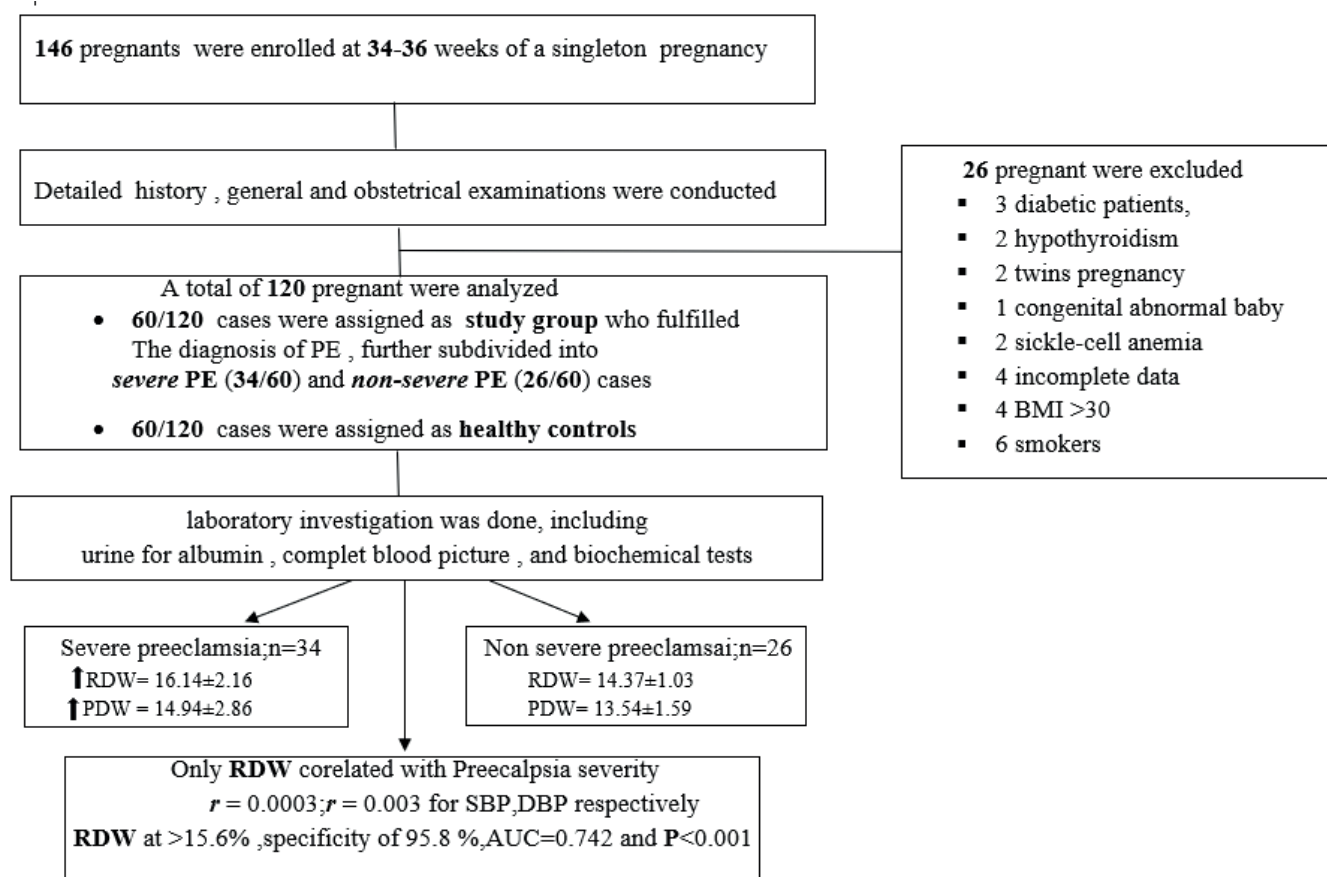 146 pregnants were enrolled at 34-36 weeks of a singleton pregnancy
Detailed history , general and obstetrical examinations were conducted
26 pregnant were excluded
▪ 3 diabetic patients,
▪ 2 hypothyroidism
▪ 2 twins pregnancy
▪ 1 congenital abnormal baby
▪ 2 sickle-cell anemia
▪ 4 incomplete data
▪ 4 BMI >30
▪ 6 smokers
A total of 120 pregnant were analyzed
• 60/120 cases were assigned as study group who fulfilled
The diagnosis of PE , further subdivided into
severe PE (34/60) and non-severe PE (26/60) cases
• 60/120 cases were assigned as healthy controls
laboratory investigation was done, including
urine for albumin , complet blood picture , and biochemical tests
Severe preeclamsia;n=34
⬆RDW= 16.14±2.16
⬆PDW = 14.94±2.86
Non severe preeclamsai;n=26
RDW= 14.37±1.03
PDW= 13.54±1.59
Only RDW corelated with Preecalpsia severity
r = 0.0003;r = 0.003 for SBP,DBP respectively
RDW at >15.6% ,specificity of 95.8 %,AUC=0.742 and P<0.001